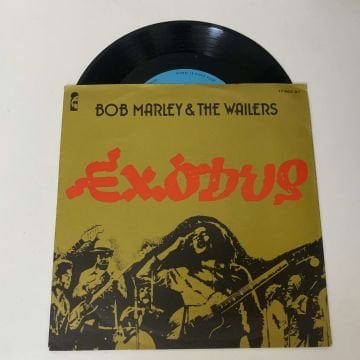 BOB MARLEY & THE WAILERS
EXODUS